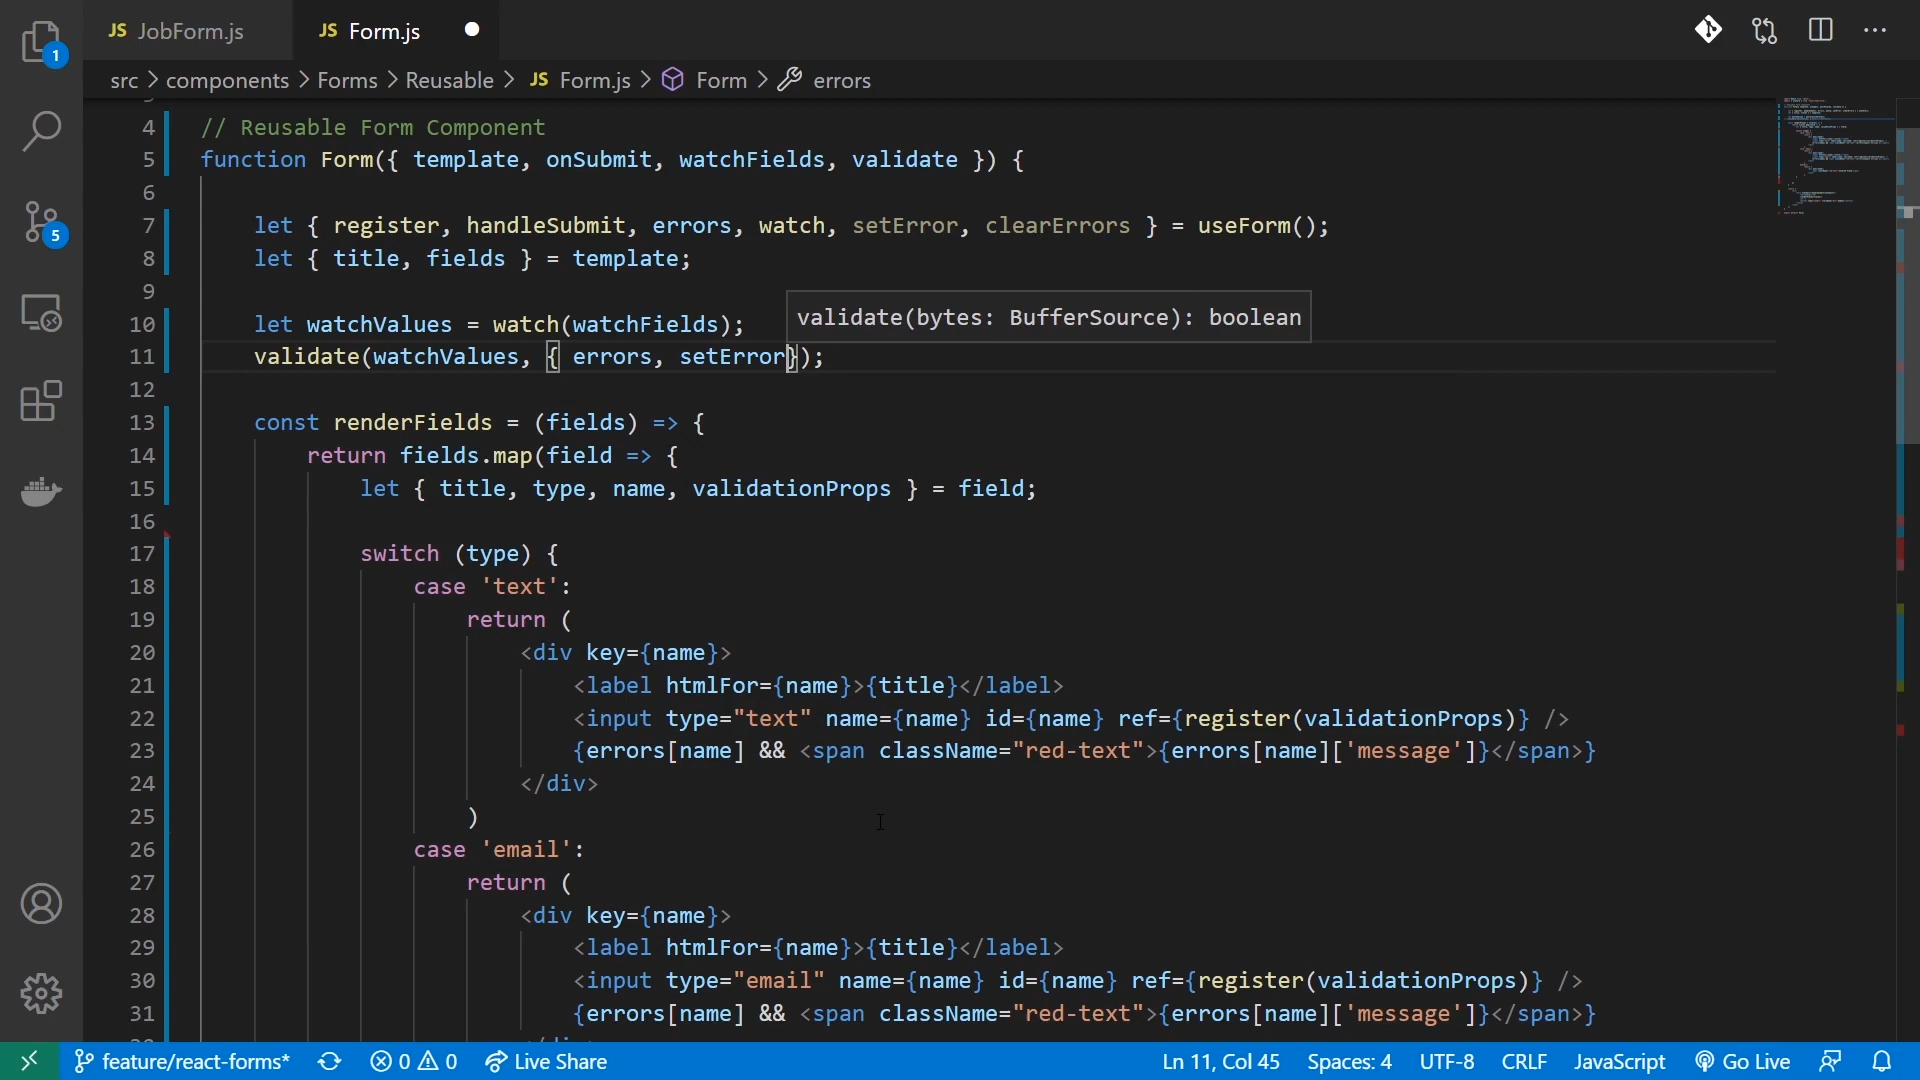 JS JobForm.js JS Form.js
src > components > Forms > Reusable > JS Form.js > Form > errors
4 // Reusable Form Component
5 function Form({ template, onSubmit, watchFields, validate }) {
6
7 let { register, handleSubmit, errors, watch, setError, clearErrors } = useForm();
8 let { title, fields } = template;
9
10 let watchValues = watch(watchFields);
validate(bytes: BufferSource): boolean
11 validate(watchValues, { errors, setError});
12
13 const renderFields = (fields) => {
14 return fields.map(field => {
15 let { title, type, name, validationProps } = field;
16
17 switch (type) {
18 case 'text':
19 return (
20 <div key={name}>
21 <label htmlFor={name}>{title}</label>
22 <input type="text" name={name} id={name} ref={register(validationProps)} />
23 {errors[name] && <span className="red-text">{errors[name]['message']}</span>}
24 </div>
25 )
26 case 'email':
27 return (
28 <div key={name}>
29 <label htmlFor={name}>{title}</label>
30 <input type="email" name={name} id={name} ref={register(validationProps)} />
31 {errors[name] && <span className="red-text">{errors[name]['message']}</span>}
1
5
feature/react-forms* 0 0 Live Share Ln 11, Col 45 Spaces: 4 UTF-8 CRLF JavaScript Go Live